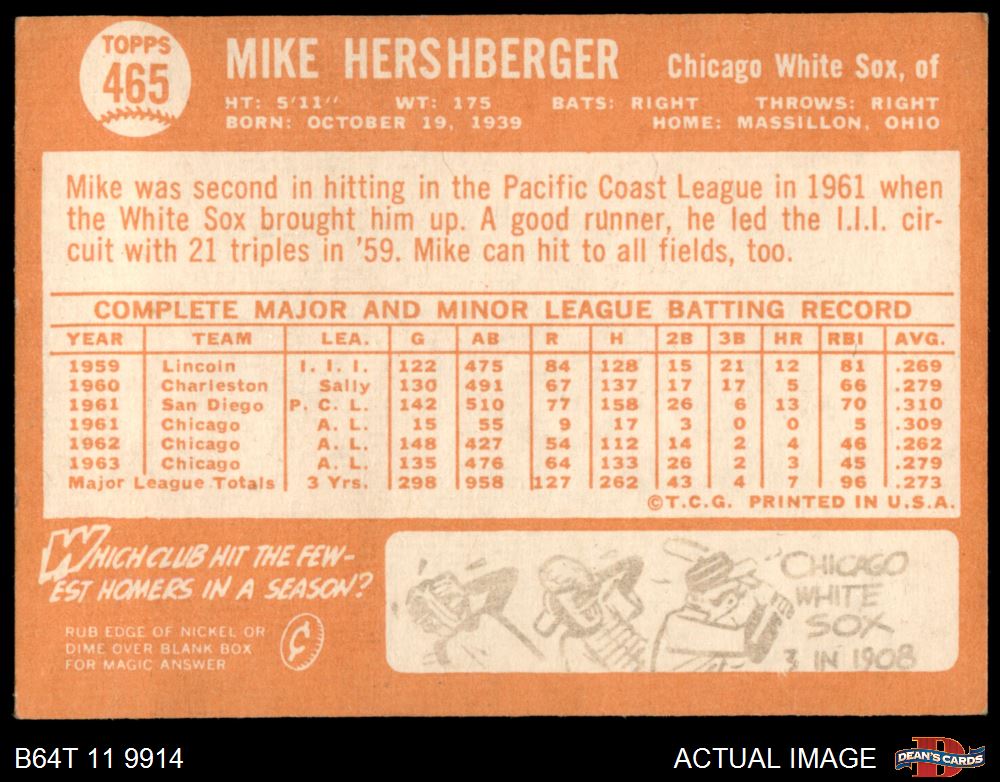 TOPPS
465
MIKE HERSHBERGER
Chicago White Sox, of
HT: 5'11" WT: 175 BATS: RIGHT THROWS: RIGHT
BORN: OCTOBER 19, 1939 HOME: MASSILLON, OHIO
Mike was second in hitting in the Pacific Coast League in 1961 when
the White Sox brought him up. A good runner, he led the I.I.I. cir-
cuit with 21 triples in '59. Mike can hit to all fields, too.
COMPLETE MAJOR AND MINOR LEAGUE BATTING RECORD
YEAR TEAM LEA. G AB R H 2B 3B HR RBI AVG.
1959 Lincoln I. I. I. 122 475 84 128 15 21 12 81 .269
1960 Charleston Sally 130 491 67 137 17 17 5 66 .279
1961 San Diego P. C. L. 142 510 77 158 26 6 13 70 .310
1961 Chicago A. L. 15 55 9 17 3 0 0 5 .309
1962 Chicago A. L. 148 427 54 112 14 2 4 46 .262
1963 Chicago A. L. 135 476 64 133 26 2 3 45 .279
Major League Totals 3 Yrs. 298 958 127 262 43 4 7 96 .273
©T.C.G. PRINTED IN U.S.A.
WHICH CLUB HIT THE FEW-
EST HOMERS IN A SEASON?
RUB EDGE OF NICKEL OR
DIME OVER BLANK BOX
FOR MAGIC ANSWER
¢
CHICAGO
WHITE
SOX
3 IN 1908
B64T 11 9914
ACTUAL IMAGE
D
DEAN'S CARDS